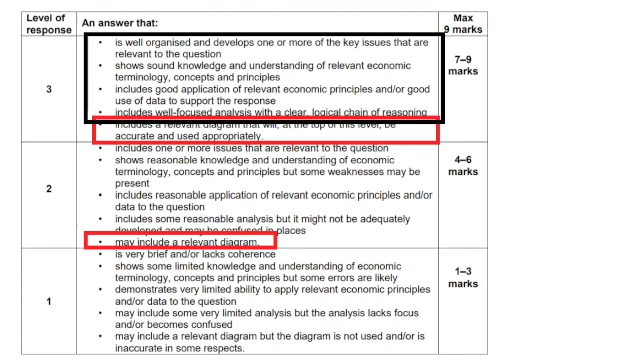 Level of
response
An answer that:
Max
9 marks
3
• is well organised and develops one or more of the key issues that are
relevant to the question
• shows sound knowledge and understanding of relevant economic
terminology, concepts and principles
• includes good application of relevant economic principles and/or good
use of data to support the response
• includes well-focused analysis with a clear, logical chain of reasoning
• includes a relevant diagram that will, at the top of this level, be
accurate and used appropriately.
7–9
marks
2
• includes one or more issues that are relevant to the question
• shows reasonable knowledge and understanding of economic
terminology, concepts and principles but some weaknesses may be
present
• includes reasonable application of relevant economic principles and/or
data to the question
• includes some reasonable analysis but it might not be adequately
developed and may be confused in places
• may include a relevant diagram.
4–6
marks
1
• is very brief and/or lacks coherence
• shows some limited knowledge and understanding of economic
terminology, concepts and principles but some errors are likely
• demonstrates very limited ability to apply relevant economic principles
and/or data to the question
• may include some very limited analysis but the analysis lacks focus
and/or becomes confused
• may include a relevant diagram but the diagram is not used and/or is
inaccurate in some respects.
1–3
marks